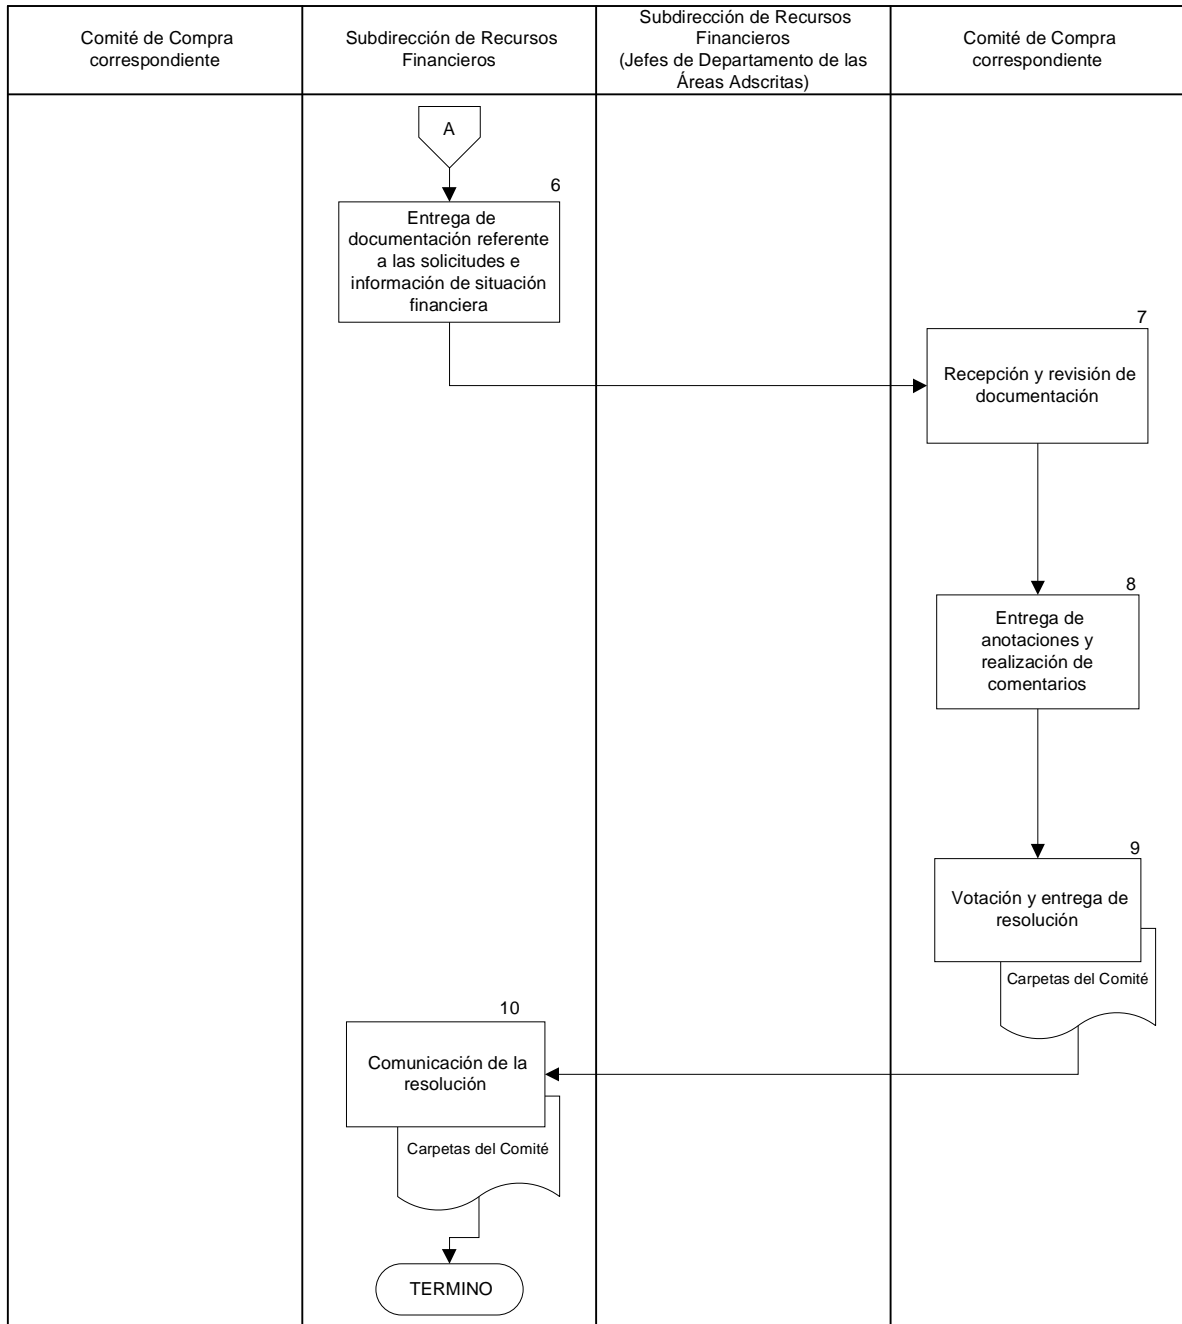 Comité de Compra
correspondiente
Subdirección de Recursos
Financieros
Subdirección de Recursos
Financieros
(Jefes de Departamento de las
Áreas Adscritas)
Comité de Compra
correspondiente
A
6
Entrega de
documentación referente
a las solicitudes e
información de situación
financiera
7
Recepción y revisión de
documentación
8
Entrega de
anotaciones y
realización de
comentarios
9
Votación y entrega de
resolución
Carpetas del Comité
10
Comunicación de la
resolución
Carpetas del Comité
TERMINO